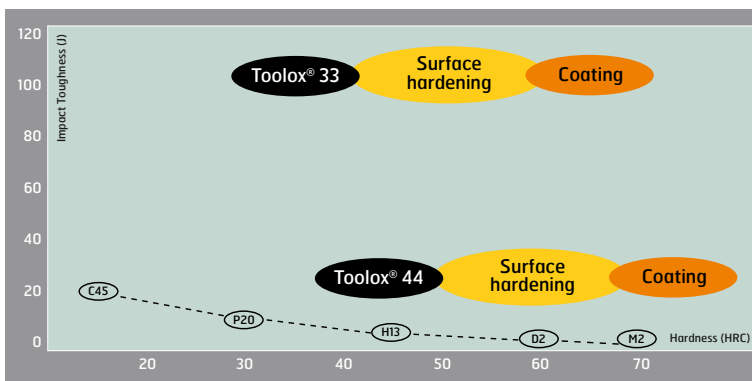 120
Impact Toughness (J)
100
80
60
40
20
0
Toolox® 33
Surface
hardening
Coating
Toolox® 44
Surface
hardening
Coating
C45
P20
H13
D2
M2
Hardness (HRC)
20
30
40
50
60
70